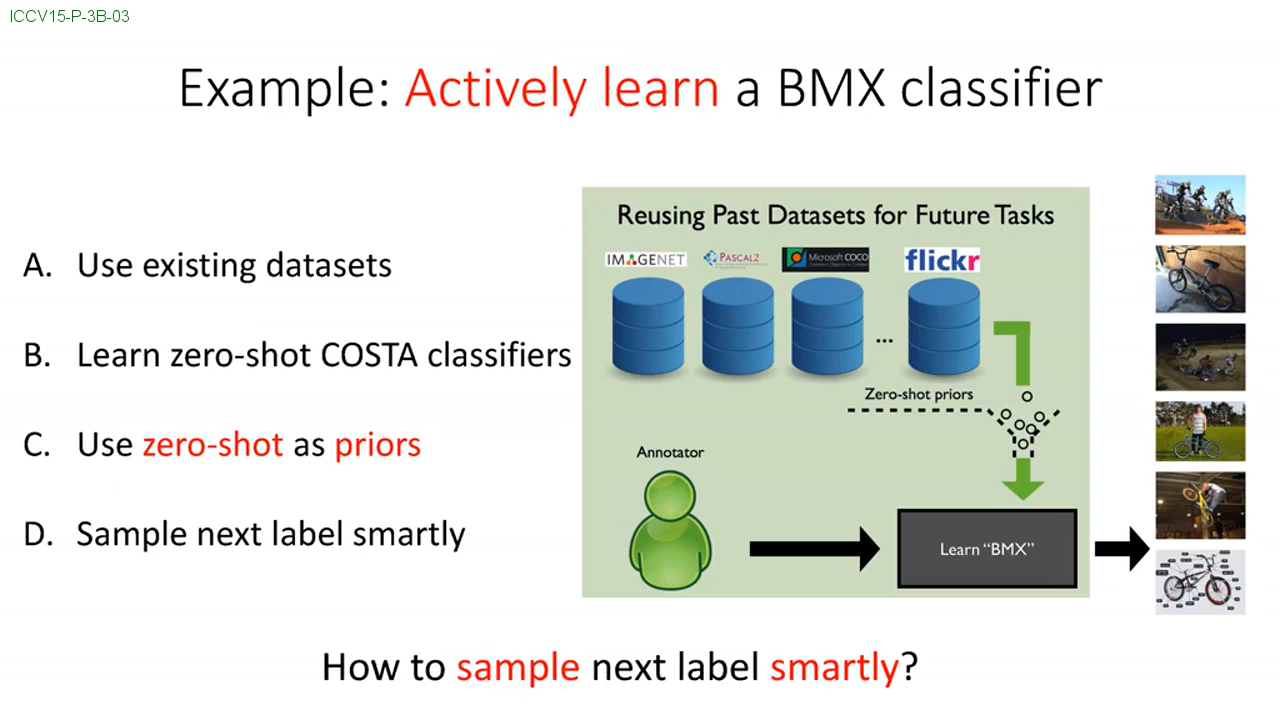 ICCV15-P-3B-03
Example: Actively learn a BMX classifier
A. Use existing datasets
B. Learn zero-shot COSTA classifiers
C. Use zero-shot as priors
D. Sample next label smartly
Reusing Past Datasets for Future Tasks
IMAGENET
PASCAL2
Microsoft COCO
flickr
...
Zero-shot priors
Annotator
Learn “BMX”
How to sample next label smartly?